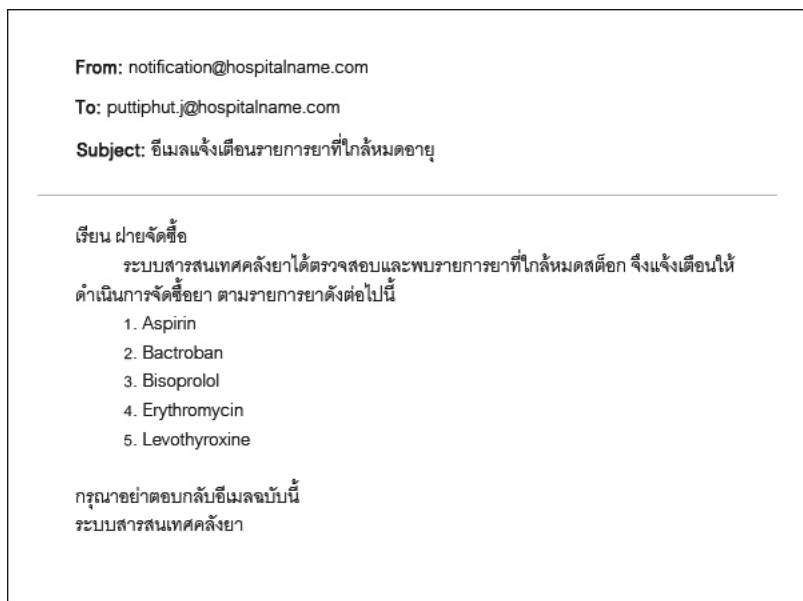 From: notification@hospitalname.com
To: puttiphut.j@hospitalname.com
Subject: อีเมลแจ้งเตือนรายการยาที่ใกล้หมดอายุ
เรียน ฝ่ายจัดซื้อ
ระบบสารสนเทศคลังยาได้ตรวจสอบและพบรายการยาที่ใกล้หมดสต็อก จึงแจ้งเตือนให้
ดำเนินการจัดซื้อยา ตามรายการยาดังต่อไปนี้
1. Aspirin
2. Bactroban
3. Bisoprolol
4. Erythromycin
5. Levothyroxine
กรุณาอย่าตอบกลับอีเมลฉบับนี้
ระบบสารสนเทศคลังยา